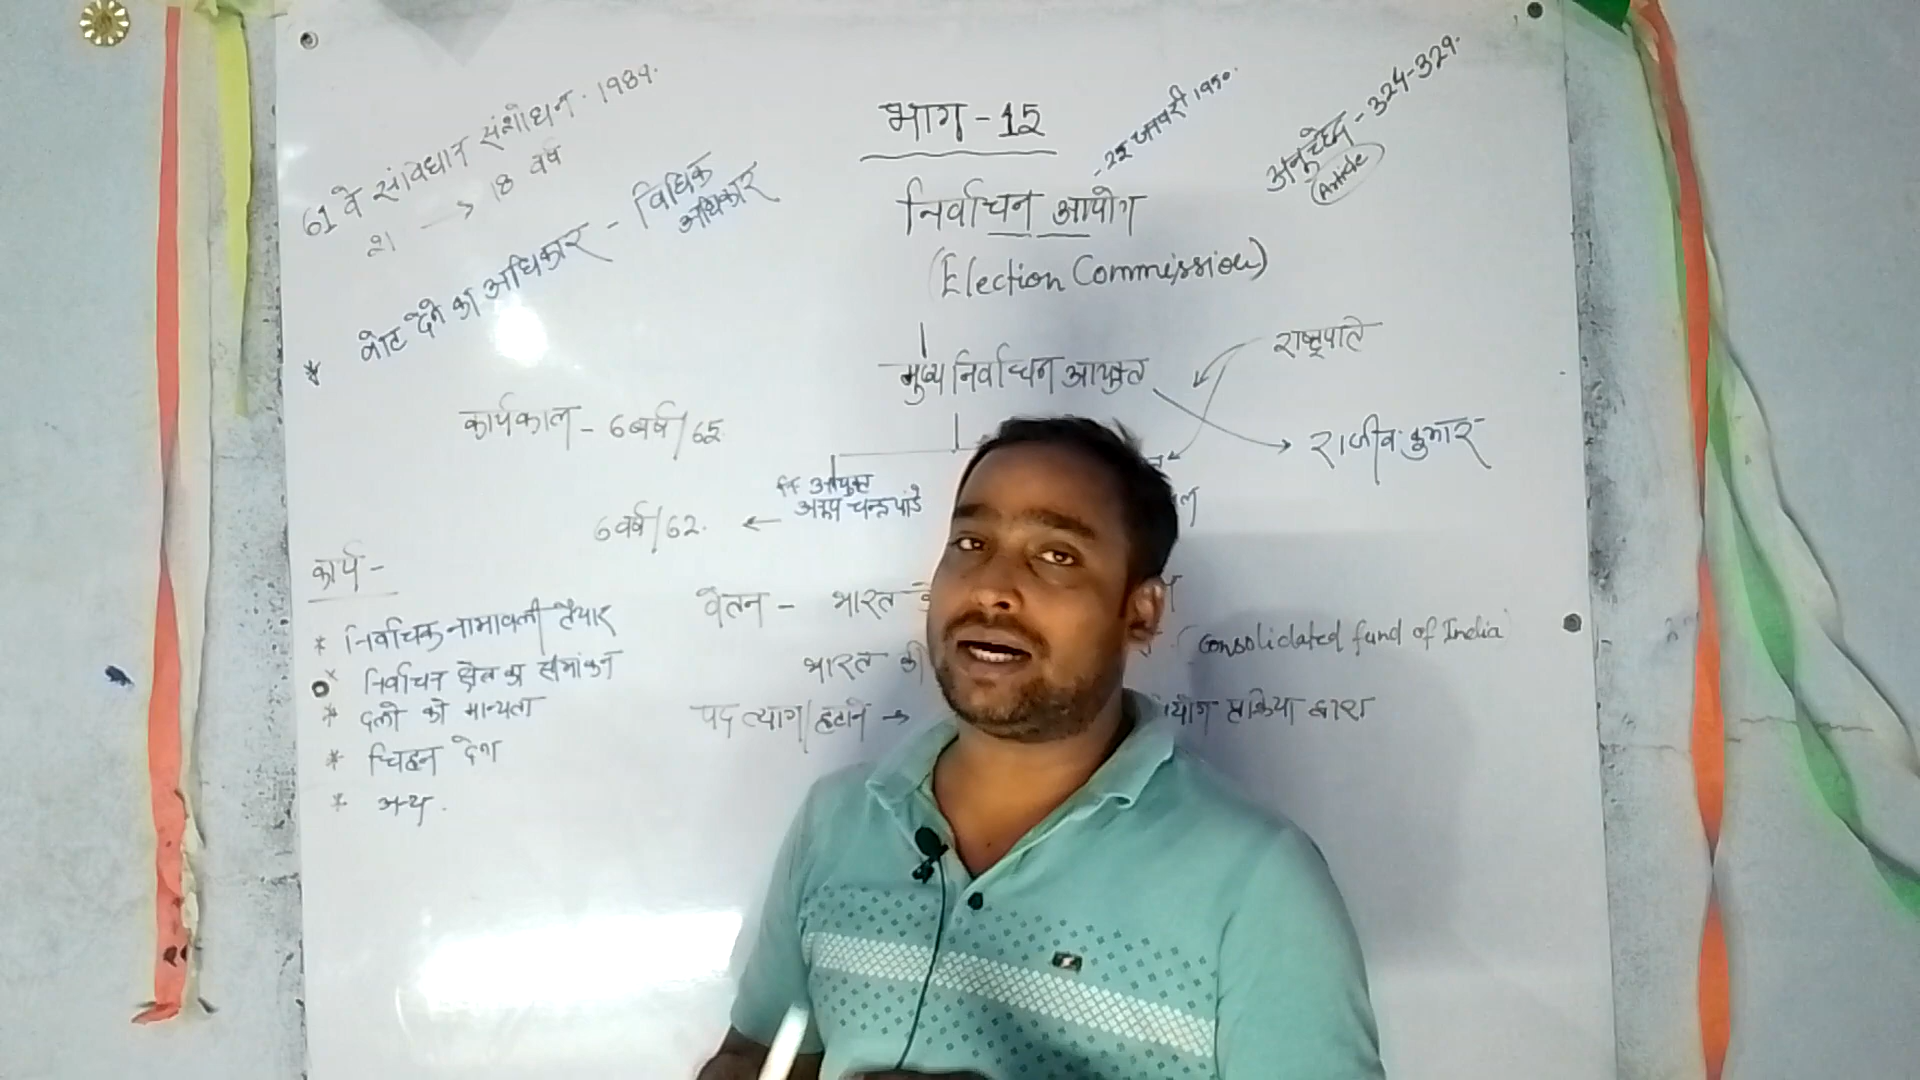 61 वे संविधान संशोधन · 1989.
21 → 18 वर्ष
* वोट देने का अधिकार - विधिक
अधिकार
भाग - 15
- 25 जनवरी 1950.
अनुच्छेद - 324-329.
(Article)
निर्वाचन आयोग
(Election Commission)
मुख्य निर्वाचन आयुक्त
राष्ट्रपति
राजीव कुमार
कार्यकाल - 6 वर्ष/65
आयुक्त
अनूप चन्द्र पांडे
6 वर्ष/62. ←
कार्य -
* निर्वाचक नामावली तैयार
* निर्वाचन क्षेत्र का
* दलो को मान्यता
* चिहन देना
* अन्य.
वेतन - भारत
भारत की
(Consolidated fund of India)
पद त्याग/हटाने →
प्रक्रिया द्वारा